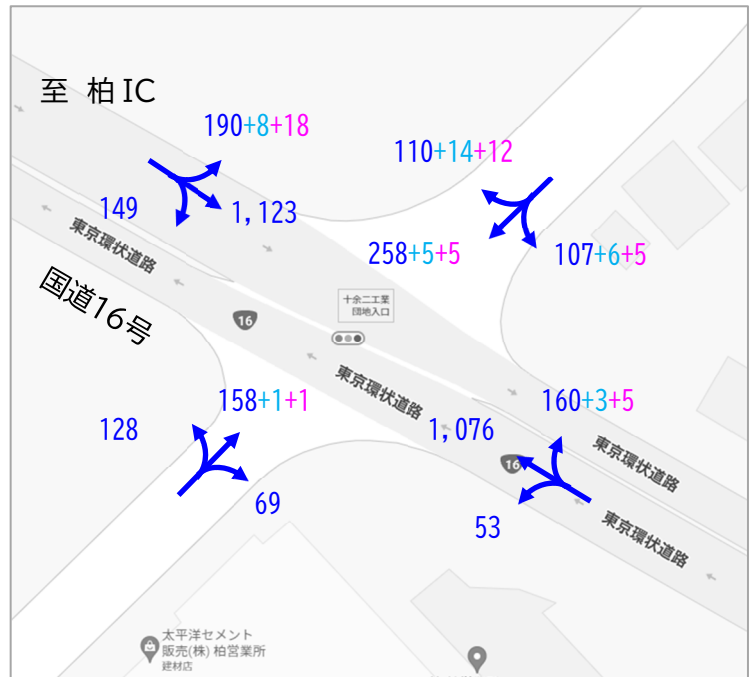 至 柏IC
190+8+18
110+14+12
149
1,123
258+5+5
107+6+5
東京環状道路
国道16号
16
十余二工業
団地入口
東京環状道路
158+1+1
160+3+5
128
1,076
東京環状道路
16
69
53
東京環状道路
太平洋セメント
販売(株) 柏営業所
建材店